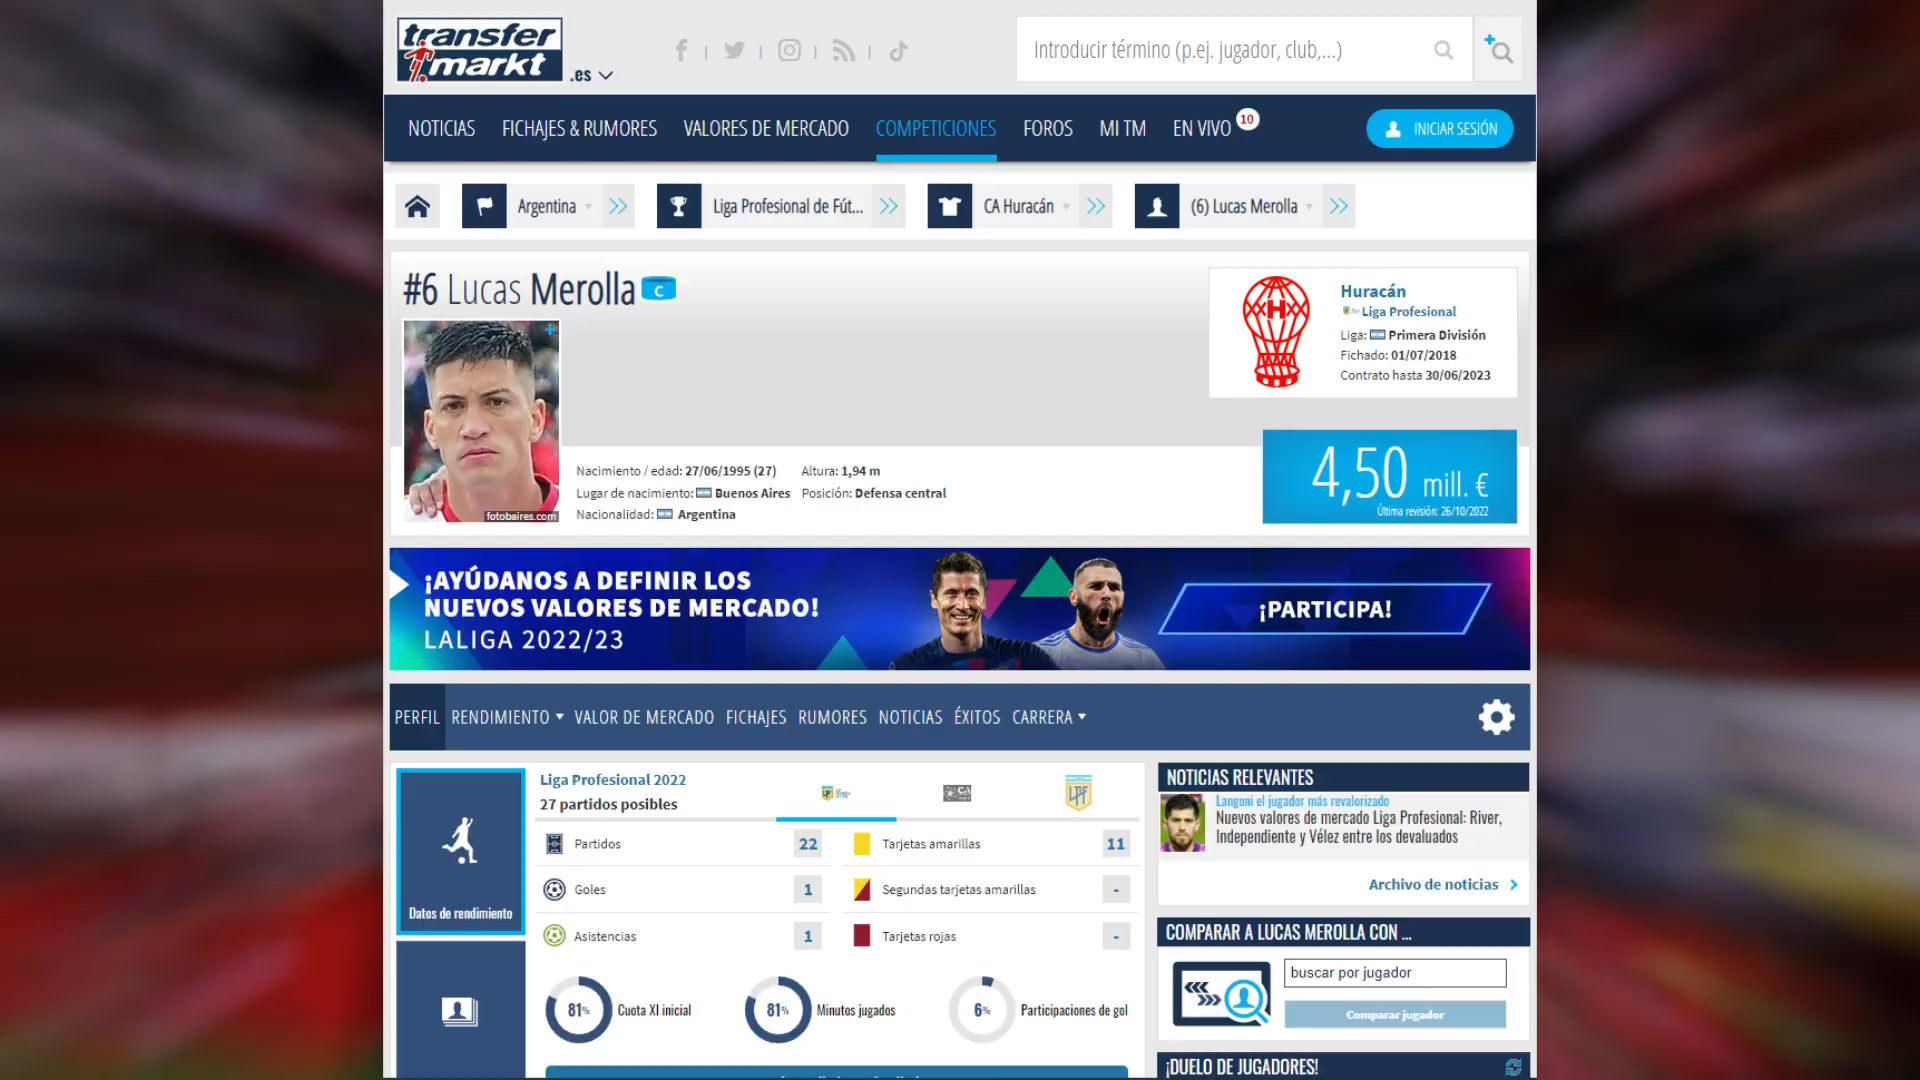 transfer
markt
.es
Introducir término (p.ej. jugador, club,...)
NOTICIAS
FICHAJES & RUMORES
VALORES DE MERCADO
COMPETICIONES
FOROS
MI TM
EN VIVO
10
INICIAR SESIÓN
Argentina
Liga Profesional de Fút...
CA Huracán
(6) Lucas Merolla
#6 Lucas Merolla
C
Huracán
Liga Profesional
Liga: Primera División
Fichado: 01/07/2018
Contrato hasta 30/06/2023
fotobaires.com
Nacimiento / edad: 27/06/1995 (27)
Altura: 1,94 m
Lugar de nacimiento: Buenos Aires
Posición: Defensa central
Nacionalidad: Argentina
4,50 mill. €
Última revisión: 26/10/2022
¡AYÚDANOS A DEFINIR LOS
NUEVOS VALORES DE MERCADO!
LALIGA 2022/23
¡PARTICIPA!
PERFIL
RENDIMIENTO
VALOR DE MERCADO
FICHAJES
RUMORES
NOTICIAS
ÉXITOS
CARRERA
Datos de rendimiento
Liga Profesional 2022
27 partidos posibles
Partidos 22
Tarjetas amarillas 11
Goles 1
Segundas tarjetas amarillas -
Asistencias 1
Tarjetas rojas -
81% Cuota XI inicial
81% Minutos jugados
6% Participaciones de gol
NOTICIAS RELEVANTES
Langoni el jugador más revalorizado
Nuevos valores de mercado Liga Profesional: River,
Independiente y Vélez entre los devaluados
Archivo de noticias
COMPARAR A LUCAS MEROLLA CON ...
buscar por jugador
Comparar jugador
¡DUELO DE JUGADORES!